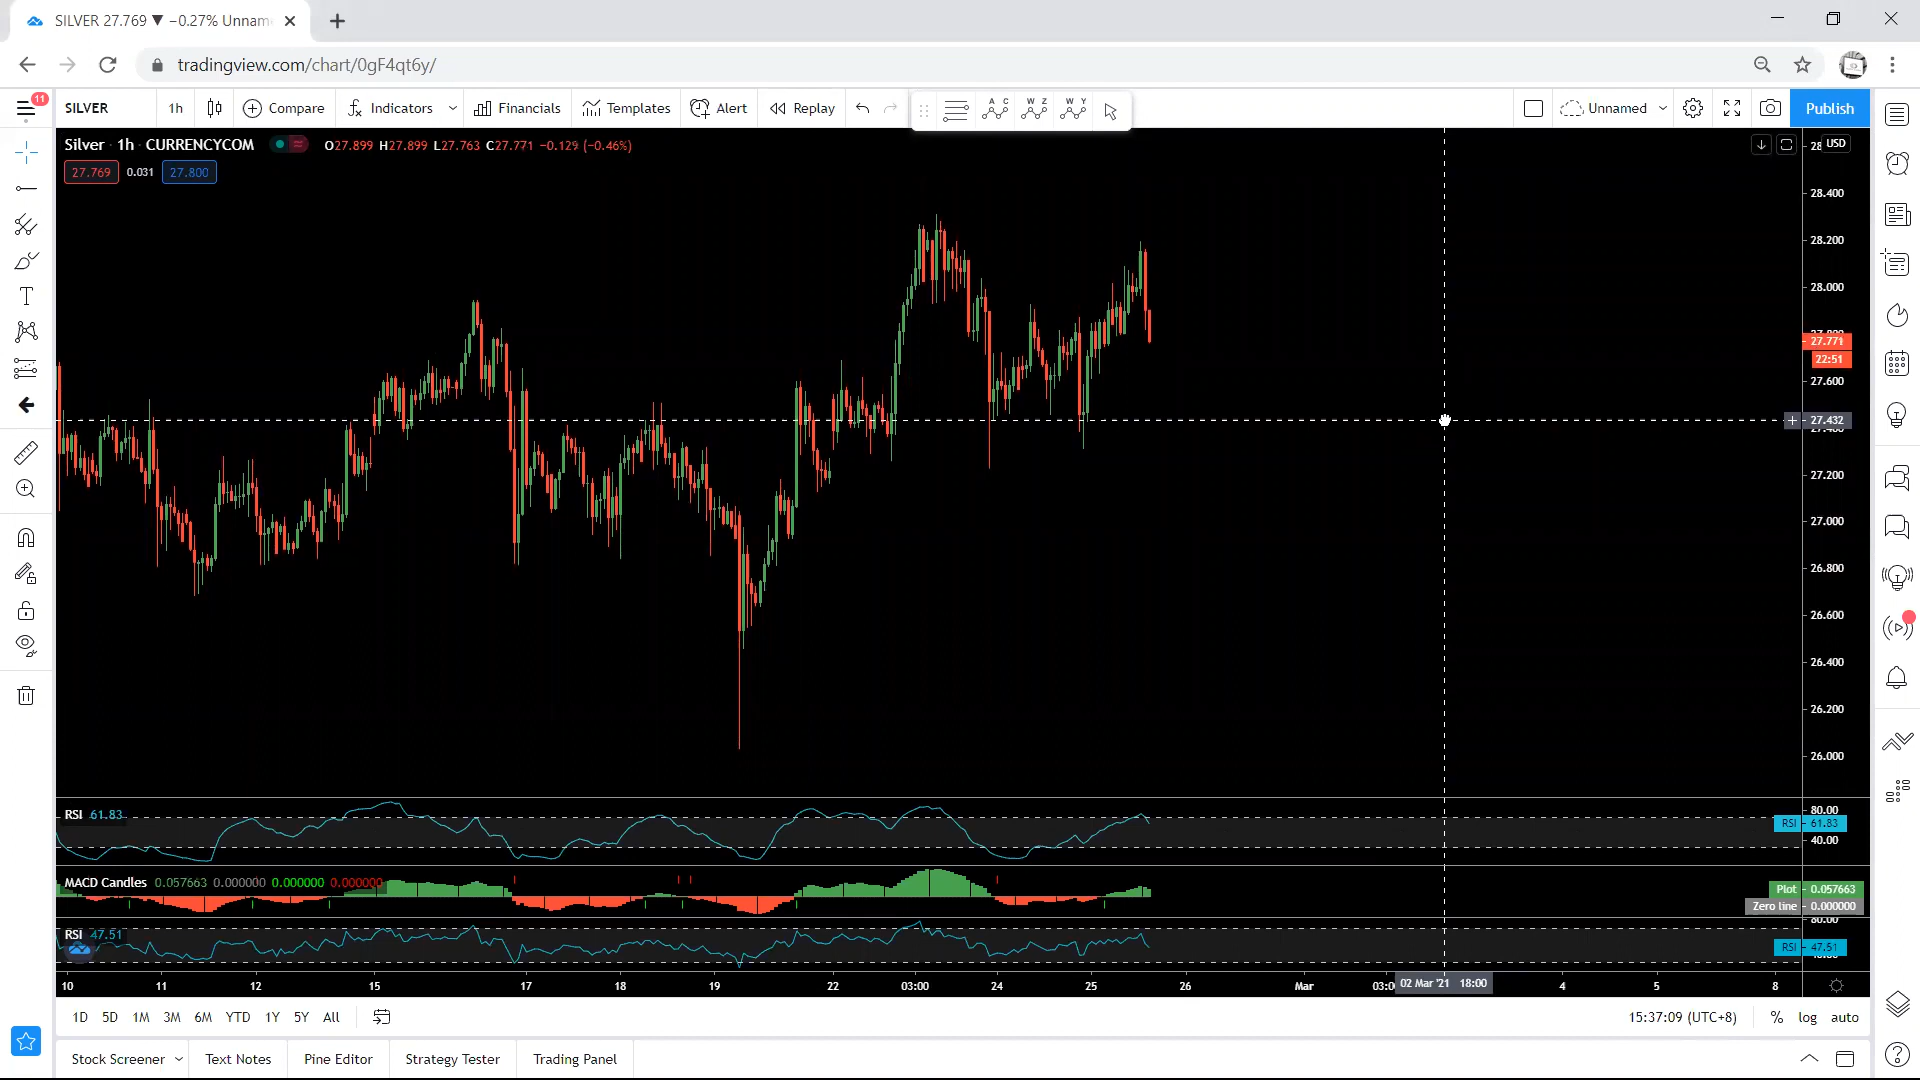 SILVER 27.769 ▼ −0.27% Unnam
tradingview.com/chart/0gF4qt6y/
11
SILVER 1h Compare Indicators Financials Templates Alert Replay A C W Z W Y Unnamed Publish
Silver · 1h · CURRENCYCOM O27.899 H27.899 L27.763 C27.771 −0.129 (−0.46%)
27.769 0.031 27.800
USD
28.400
28.200
28.000
27.771
22:51
27.600
27.432
27.200
27.000
26.800
26.600
26.400
26.200
26.000
RSI 61.83
80.00
RSI 61.83
40.00
MACD Candles 0.057663 0.000000 0.000000 0.000000
Plot 0.057663
Zero line 0.000000
RSI 47.51
80.00
RSI 47.51
10 11 12 15 17 18 19 22 03:00 24 25 26 Mar 03:0 02 Mar '21 18:00 4 5 8
1D 5D 1M 3M 6M YTD 1Y 5Y All 15:37:09 (UTC+8) % log auto
Stock Screener Text Notes Pine Editor Strategy Tester Trading Panel